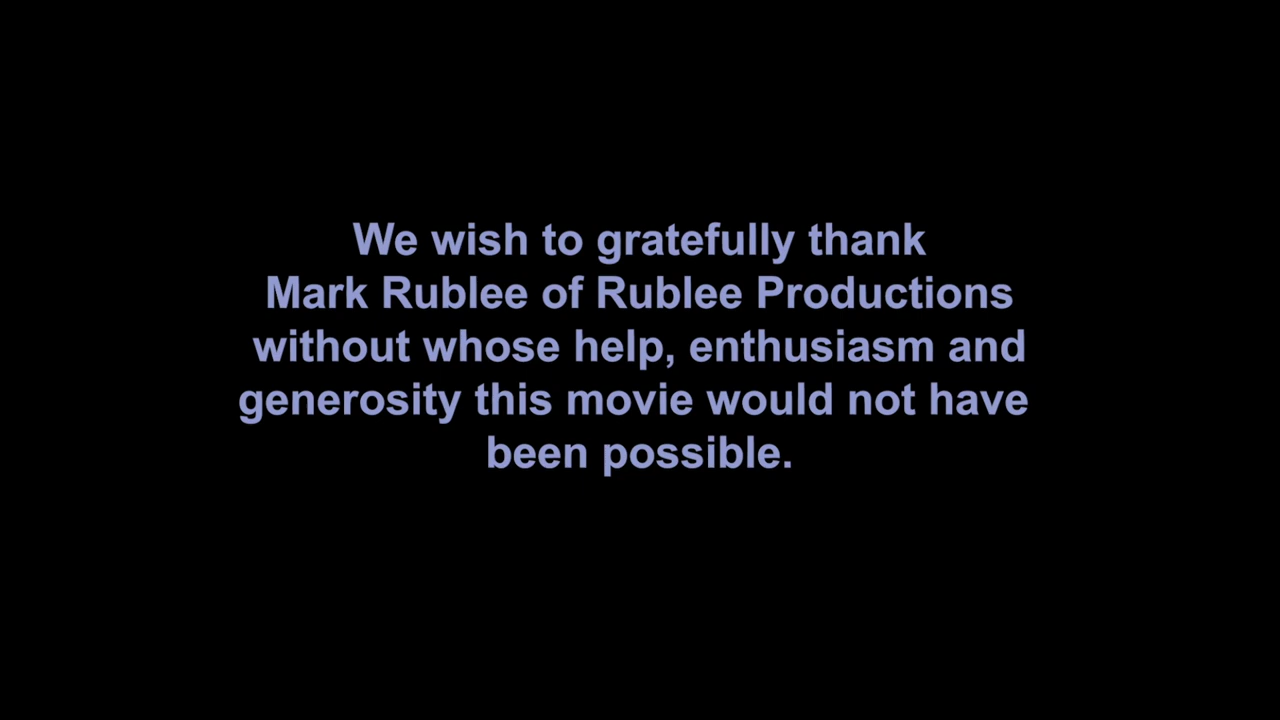 We wish to gratefully thank
Mark Rublee of Rublee Productions
without whose help, enthusiasm and
generosity this movie would not have
been possible.